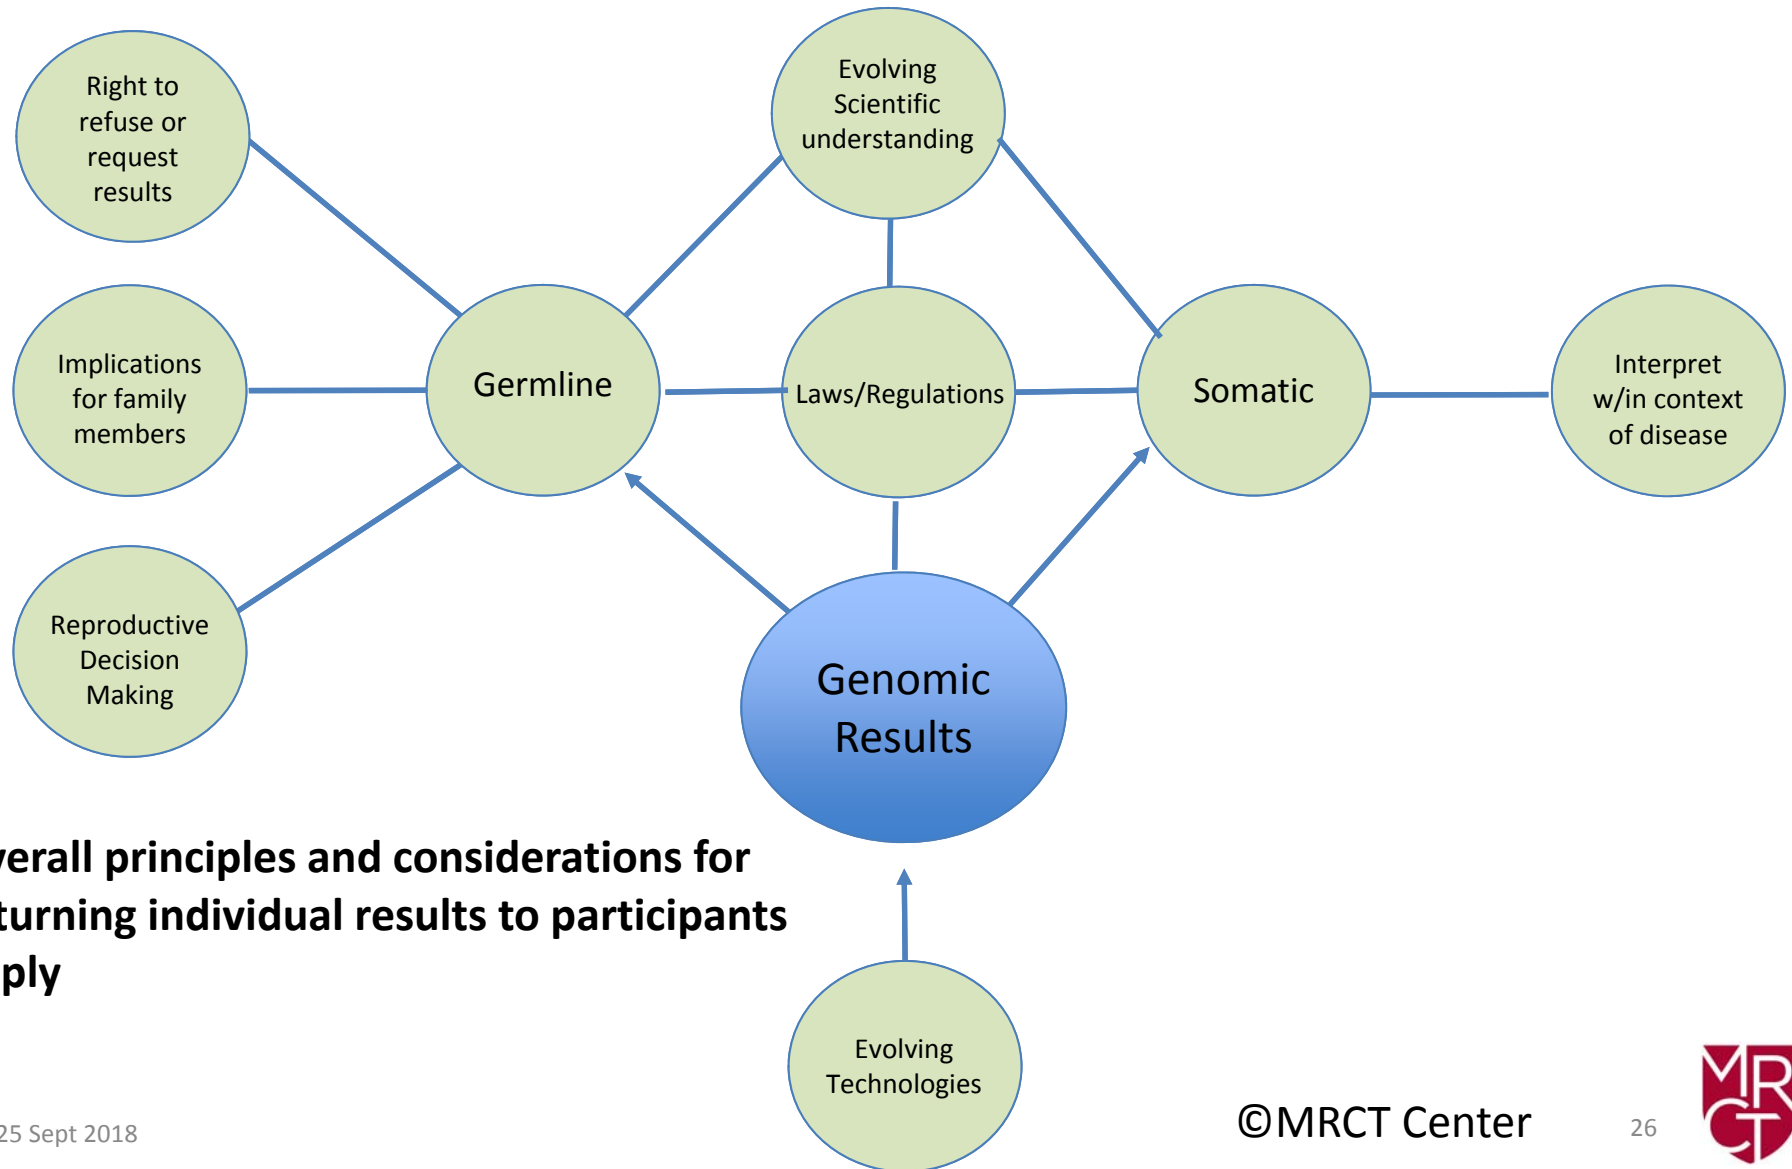 Right to
refuse or
request
results
Evolving
Scientific
understanding
Implications
for family
members
Germline
Laws/Regulations
Somatic
Interpret
w/in context
of disease
Reproductive
Decision
Making
Genomic
Results
verall principles and considerations for
turning individual results to participants
ply
Evolving
Technologies
25 Sept 2018
©MRCT Center
26
MR
CT